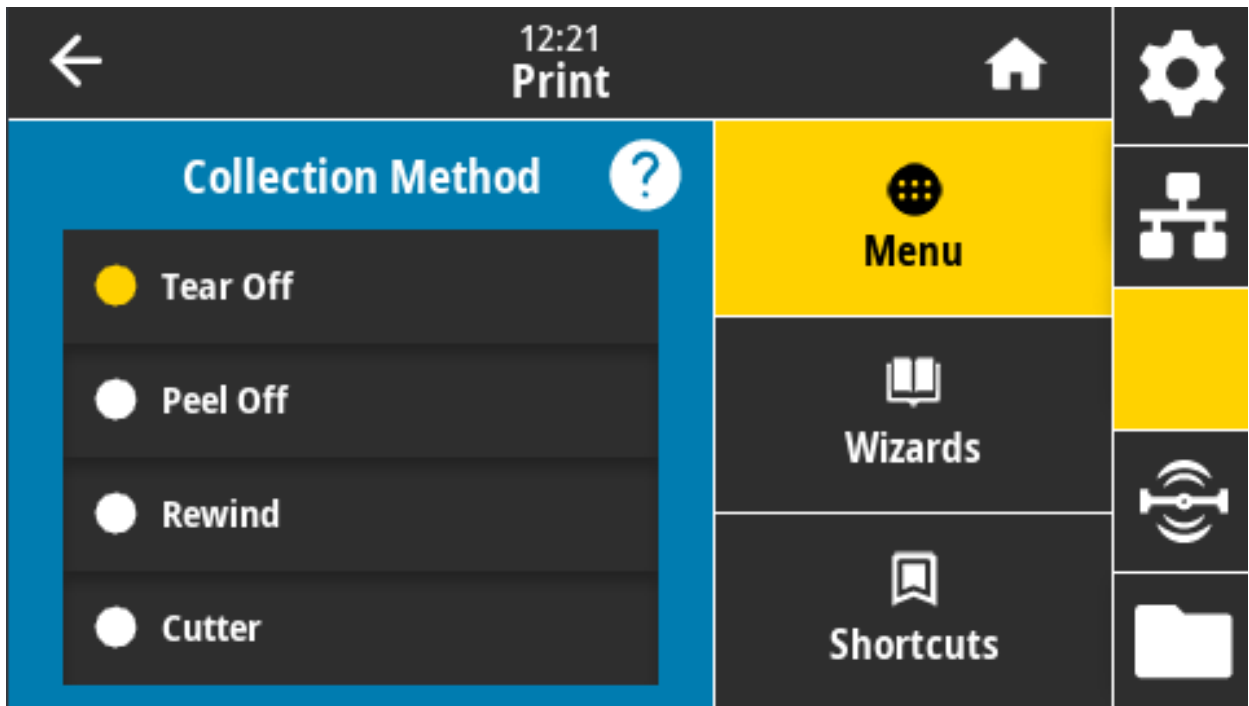 12:21
Print
Collection Method
?
Tear Off
Peel Off
Rewind
Cutter
Menu
Wizards
Shortcuts